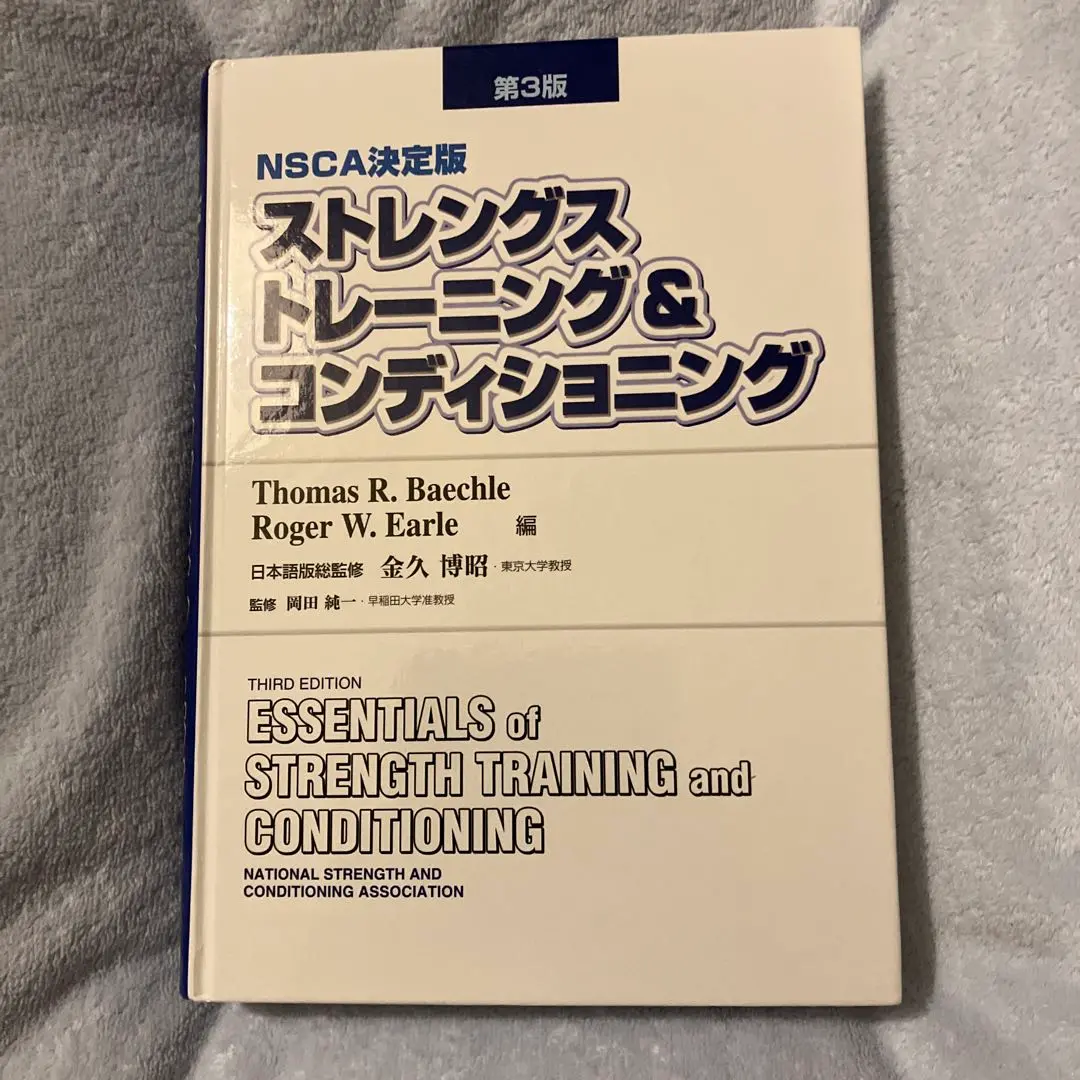 第3版
NSCA決定版
ストレングス
トレーニング&
コンディショニング
Thomas R. Baechle
Roger W. Earle 編
日本語版総監修 金久 博昭・東京大学教授
監修 岡田 純一・早稲田大学准教授
THIRD EDITION
ESSENTIALS of
STRENGTH TRAINING and
CONDITIONING
NATIONAL STRENGTH AND
CONDITIONING ASSOCIATION